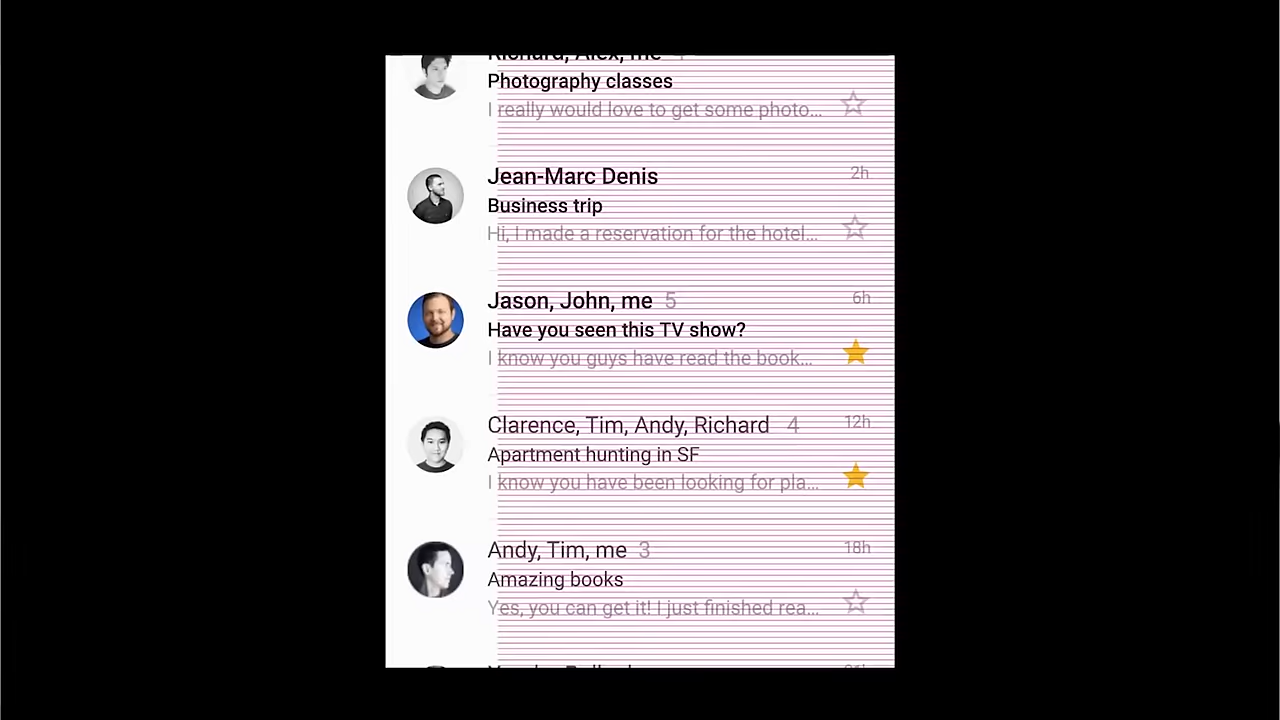 Richard, Alex, me
Photography classes
I really would love to get some photo...
Jean-Marc Denis 2h
Business trip
Hi, I made a reservation for the hotel...
Jason, John, me 5 6h
Have you seen this TV show?
I know you guys have read the book...
Clarence, Tim, Andy, Richard 4 12h
Apartment hunting in SF
I know you have been looking for pla...
Andy, Tim, me 3 18h
Amazing books
Yes, you can get it! I just finished rea...